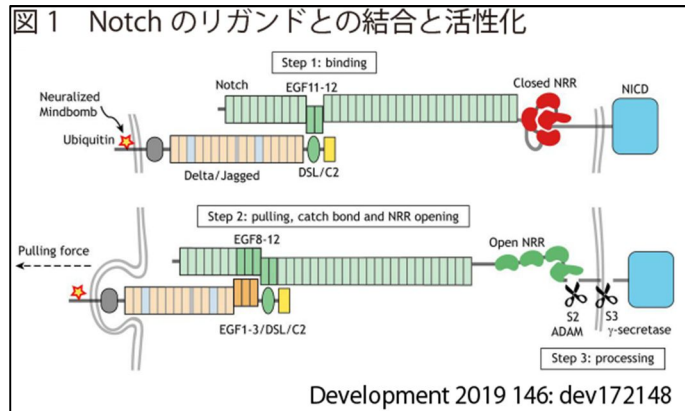 図 1　Notch のリガンドとの結合と活性化
Step 1: binding
Notch
EGF11-12
Closed NRR
NICD
Neuralized
Mindbomb
Ubiquitin
Delta/Jagged
DSL/C2
Step 2: pulling, catch bond and NRR opening
Pulling force
EGF8-12
Open NRR
EGF1-3/DSL/C2
S2
ADAM
S3
γ-secretase
Step 3: processing
Development 2019 146: dev172148